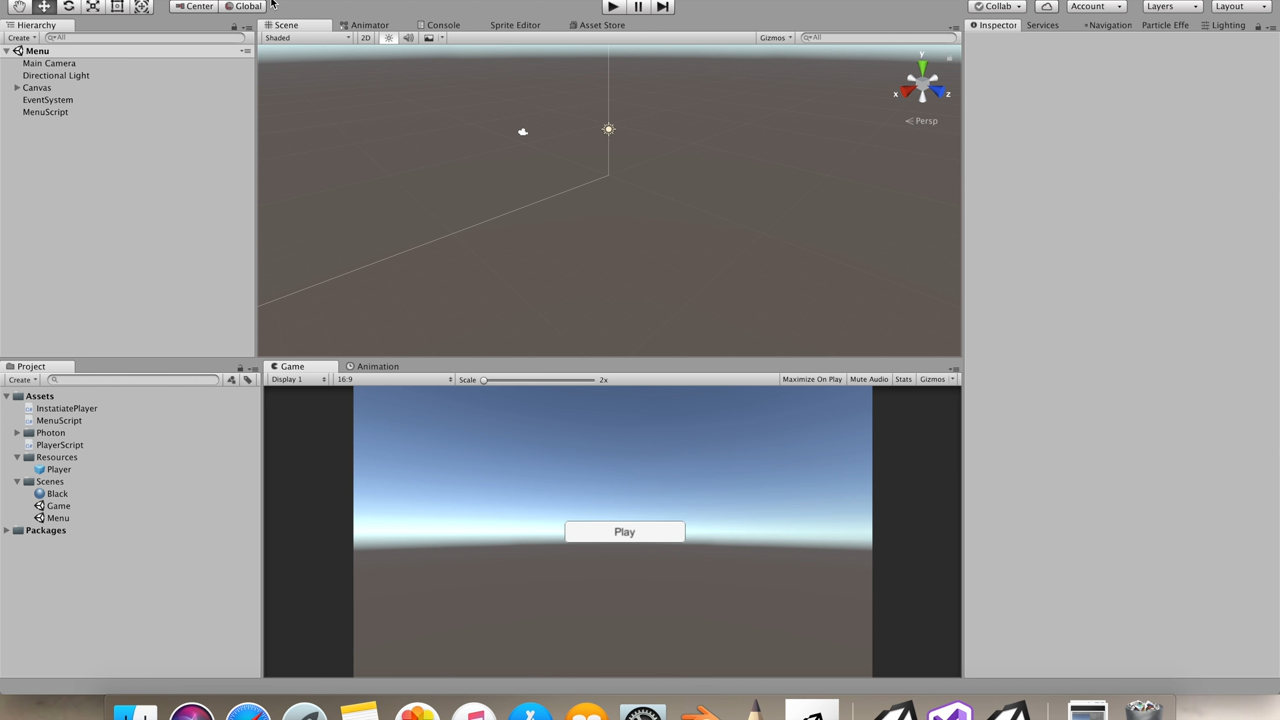 Center Global Collab Account Layers Layout
Hierarchy Scene Animator Console Sprite Editor Asset Store Inspector Services Navigation Particle Effe Lighting
Create All Shaded 2D Gizmos All
Menu
Main Camera
Directional Light
Canvas
EventSystem
MenuScript
y
x z
Persp
Project Game Animation
Create Display 1 16:9 Scale 2x Maximize On Play Mute Audio Stats Gizmos
Assets
InstatiatePlayer
MenuScript
Photon
PlayerScript
Resources
Player
Scenes
Black
Game
Menu
Packages
Play